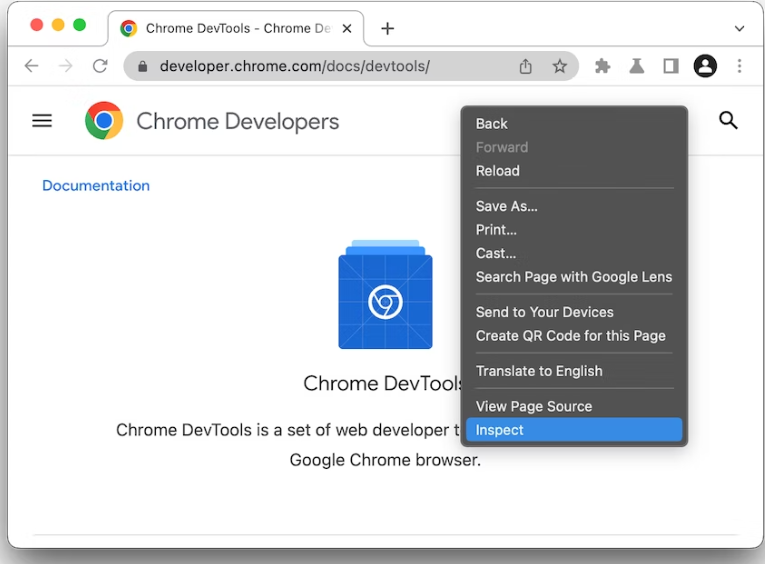 Chrome DevTools - Chrome De
developer.chrome.com/docs/devtools/
Chrome Developers
Documentation
Chrome DevTools
Chrome DevTools is a set of web developer t
Google Chrome browser.
Back
Forward
Reload
Save As...
Print...
Cast...
Search Page with Google Lens
Send to Your Devices
Create QR Code for this Page
Translate to English
View Page Source
Inspect